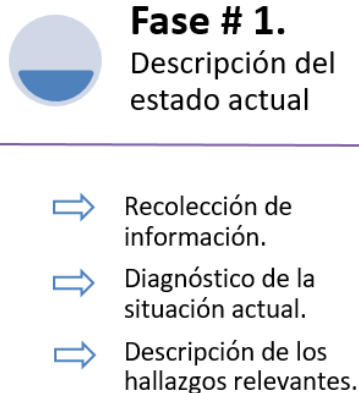 Fase # 1.
Descripción del
estado actual
Recolección de
información.
Diagnóstico de la
situación actual.
Descripción de los
hallazgos relevantes.